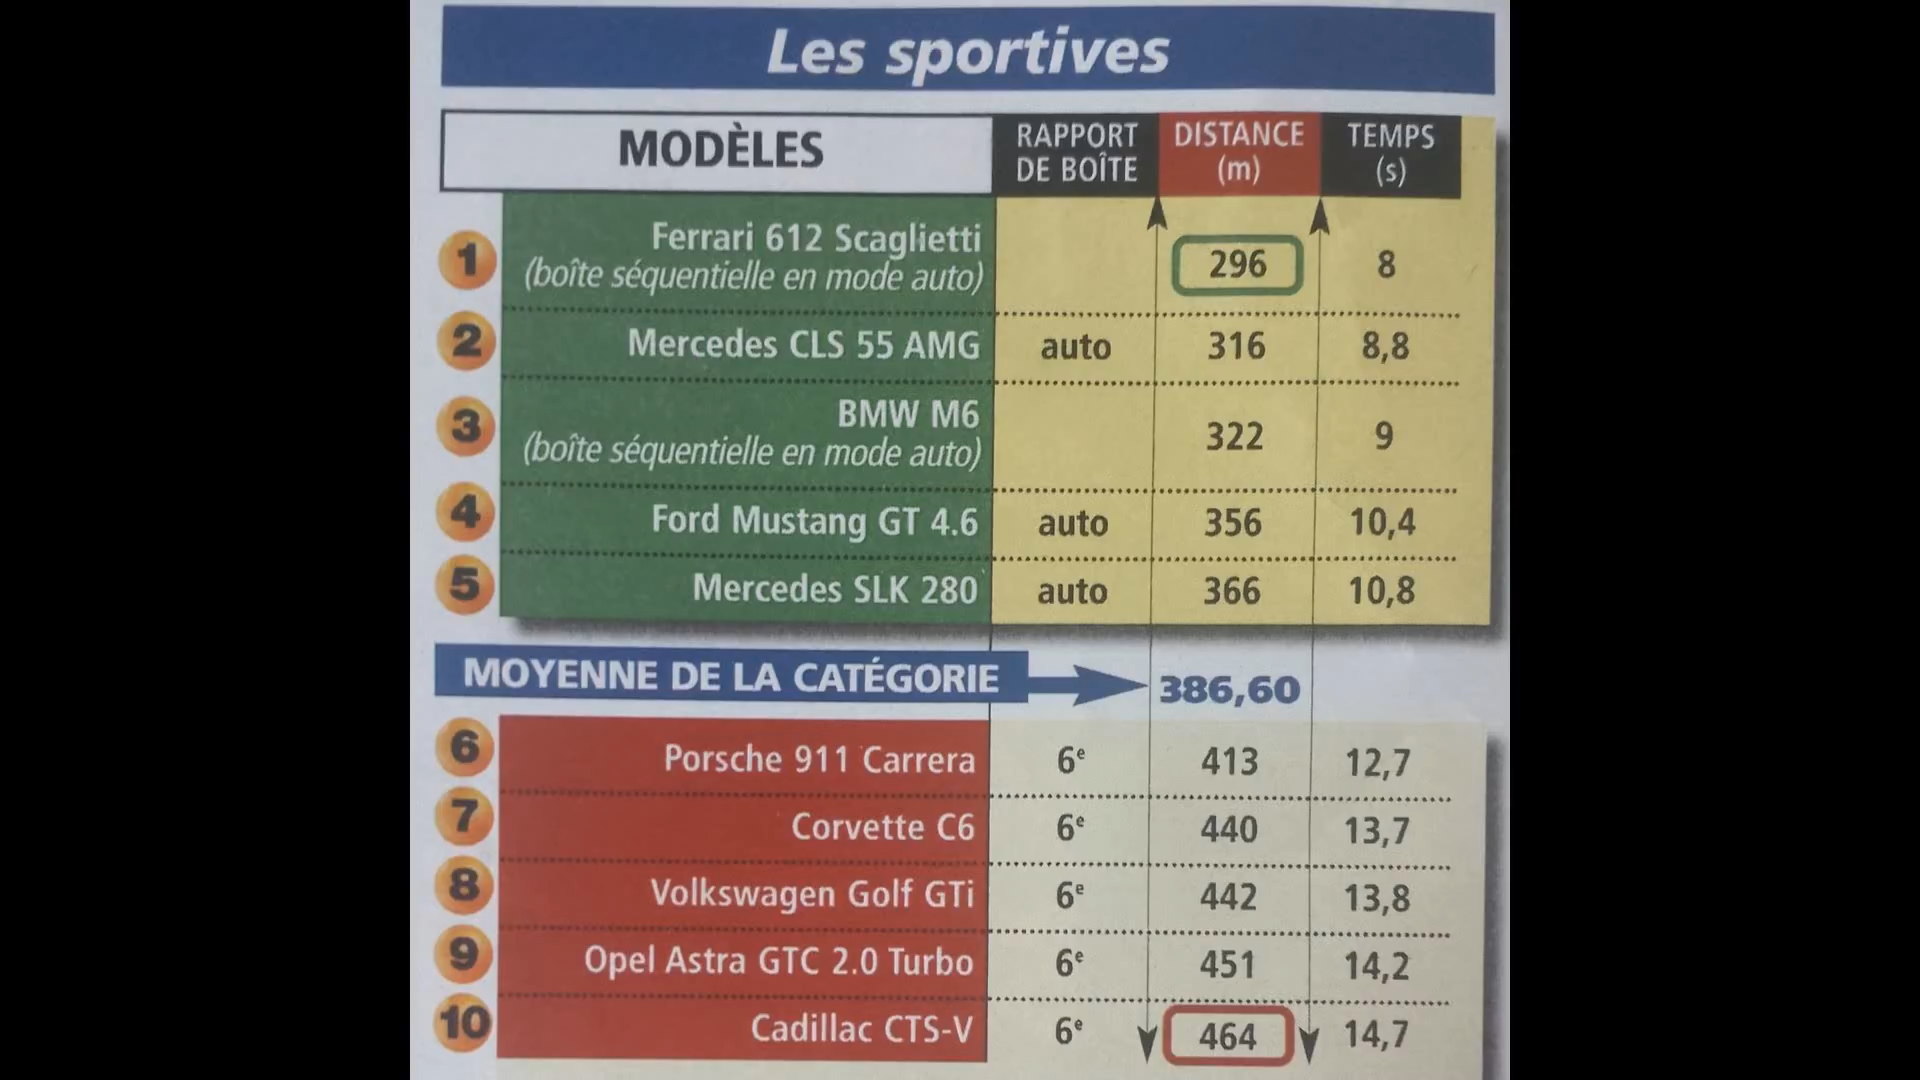 Les sportives
MODÈLES RAPPORT DE BOÎTE DISTANCE (m) TEMPS (s)
1 Ferrari 612 Scaglietti
(boîte séquentielle en mode auto) 296 8
2 Mercedes CLS 55 AMG auto 316 8,8
3 BMW M6
(boîte séquentielle en mode auto) 322 9
4 Ford Mustang GT 4.6 auto 356 10,4
5 Mercedes SLK 280 auto 366 10,8
MOYENNE DE LA CATÉGORIE 386,60
6 Porsche 911 Carrera 6e 413 12,7
7 Corvette C6 6e 440 13,7
8 Volkswagen Golf GTi 6e 442 13,8
9 Opel Astra GTC 2.0 Turbo 6e 451 14,2
10 Cadillac CTS-V 6e 464 14,7